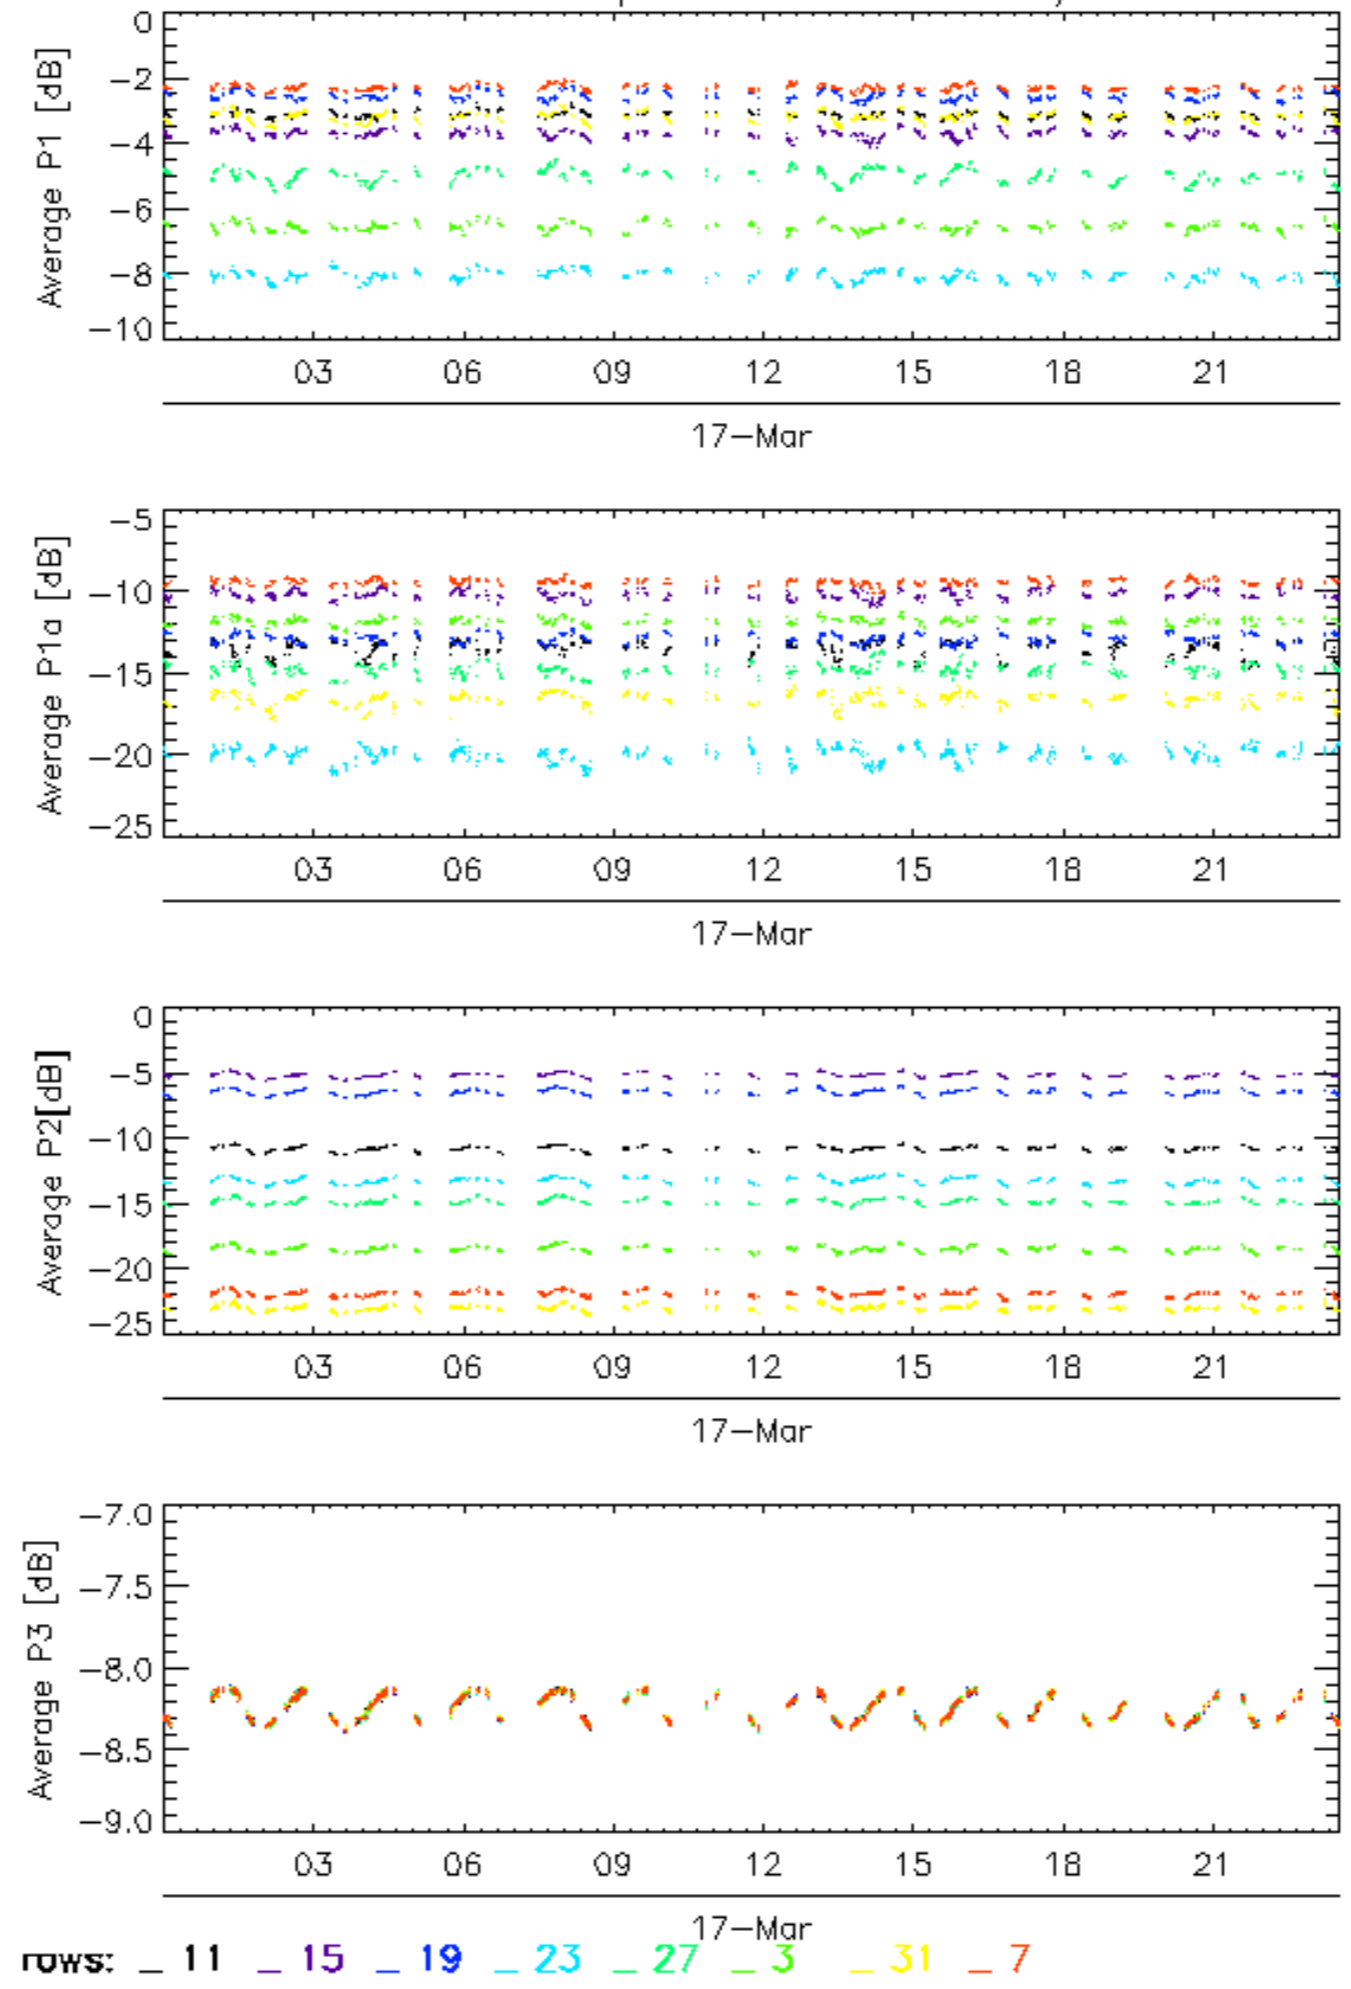 Average P1 [dB]
0
−2
−4
−6
−8
−10
03 06 09 12 15 18 21
17−Mar
Average P1a [dB]
−5
−10
−15
−20
−25
03 06 09 12 15 18 21
17−Mar
Average P2[dB]
0
−5
−10
−15
−20
−25
03 06 09 12 15 18 21
17−Mar
Average P3 [dB]
−7.0
−7.5
−8.0
−8.5
−9.0
03 06 09 12 15 18 21
17−Mar
rows: _ 11 _ 15 _ 19 _ 23 _ 27 _ 3 _ 31 _ 7